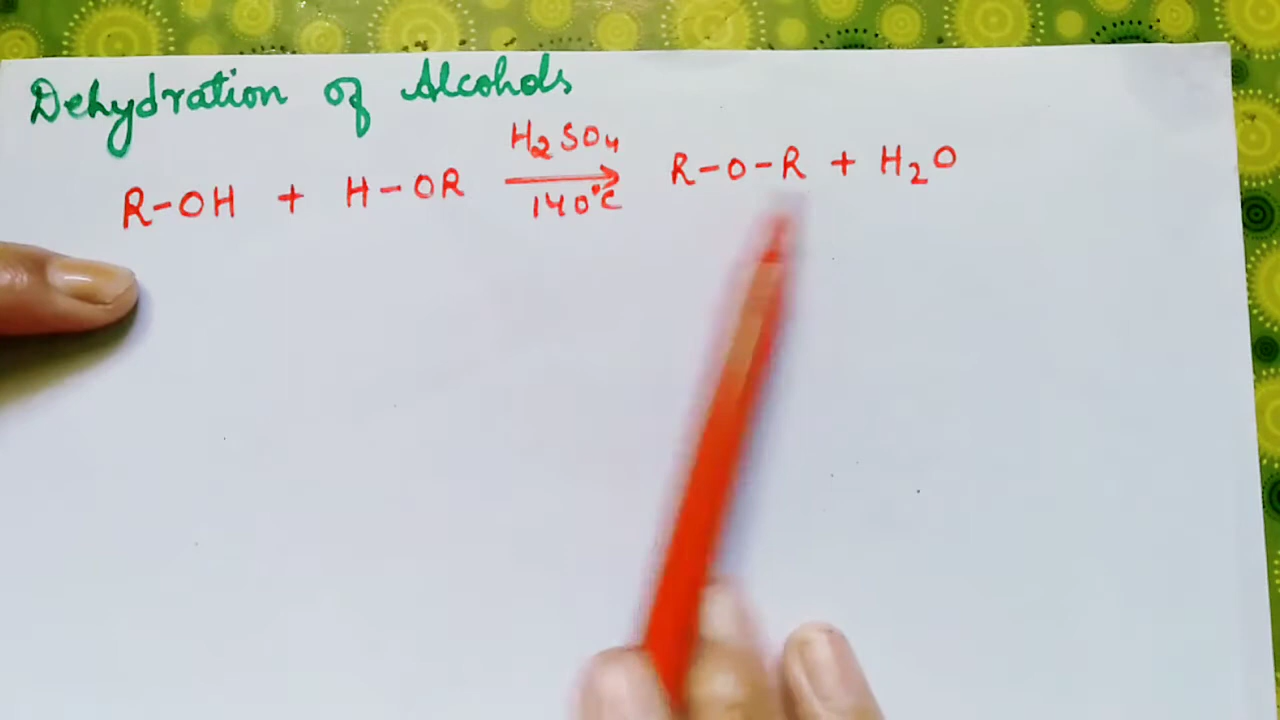 Dehydration of Alcohols
R-OH + H-OR H₂SO₄ 140°C R-O-R + H₂O